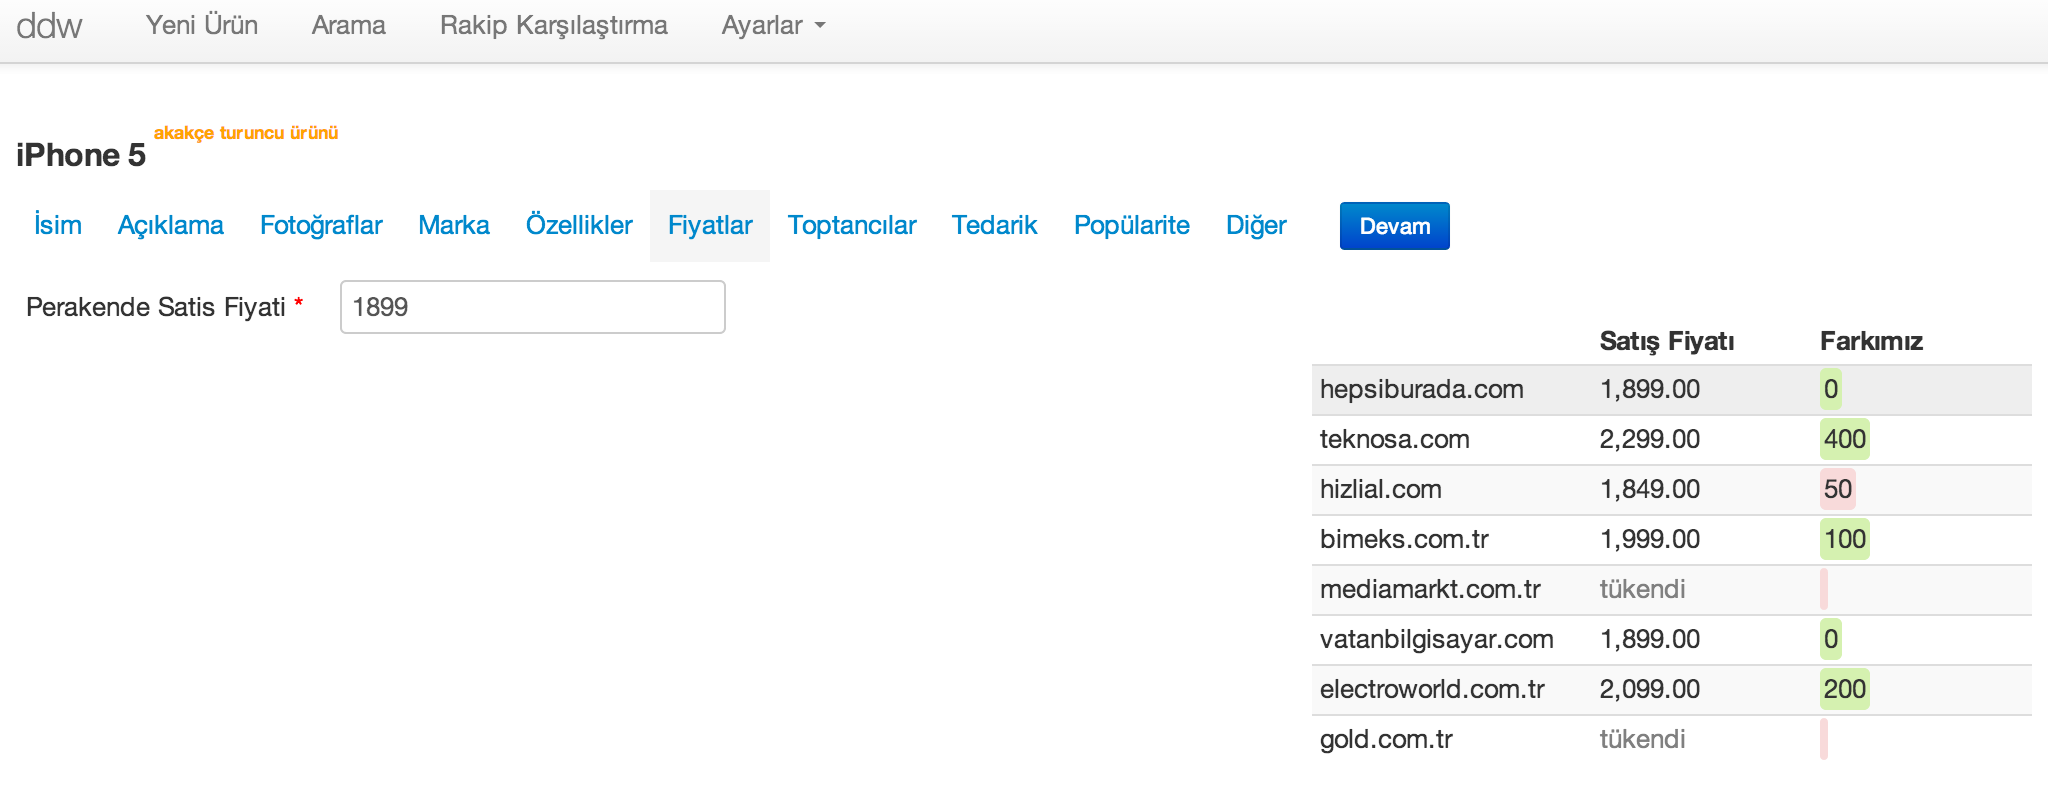 ddw Yeni Ürün Arama Rakip Karşılaştırma Ayarlar
akakçe turuncu ürünü
iPhone 5
İsim Açıklama Fotoğraflar Marka Özellikler Fiyatlar Toptancılar Tedarik Popülarite Diğer Devam
Perakende Satis Fiyati * 1899
Satış Fiyatı Farkımız
hepsiburada.com 1,899.00 0
teknosa.com 2,299.00 400
hizlial.com 1,849.00 50
bimeks.com.tr 1,999.00 100
mediamarkt.com.tr tükendi
vatanbilgisayar.com 1,899.00 0
electroworld.com.tr 2,099.00 200
gold.com.tr tükendi